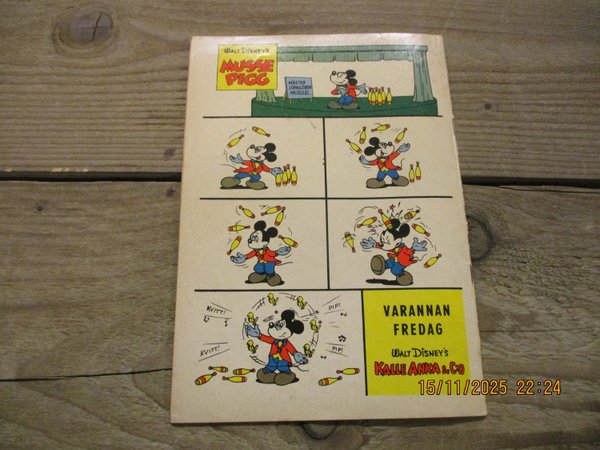 WALT DISNEY'S
MUSSE
PIGG
MÄSTER
JONGLÖREN
MUSSE.
KVITT!
PIP!
KVITT!
PIP!
VARANNAN
FREDAG
WALT DISNEY'S
KALLE ANKA & CO
15/11/2025 22:24